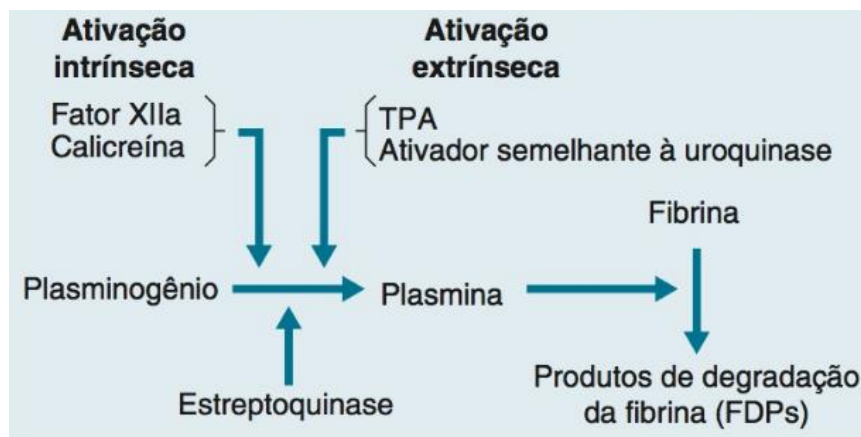 Ativação
intrínseca
Fator XIIa
Calicreína
Ativação
extrínseca
TPA
Ativador semelhante à uroquinase
Fibrina
Plasminogênio
Plasmina
Estreptoquinase
Produtos de degradação
da fibrina (FDPs)